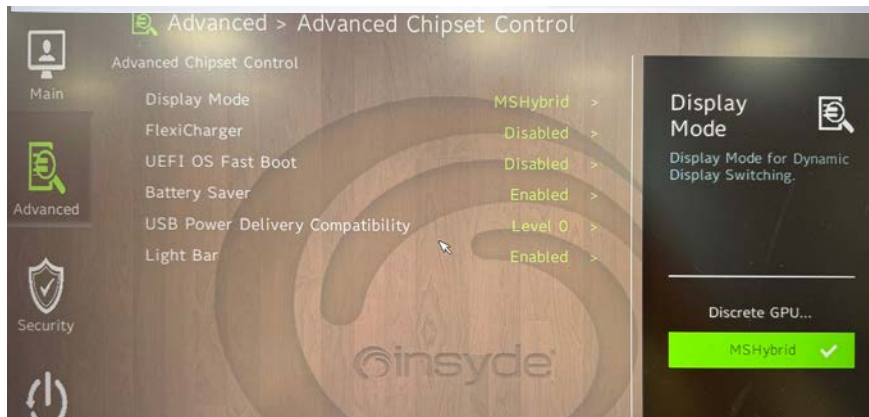 Advanced > Advanced Chipset Control
Main
Advanced
Security
Advanced Chipset Control
Display Mode MSHybrid >
FlexiCharger Disabled >
UEFI OS Fast Boot Disabled >
Battery Saver Enabled >
USB Power Delivery Compatibility Level 0 >
Light Bar Enabled >
insyde
Display
Mode
Display Mode for Dynamic
Display Switching.
Discrete GPU...
MSHybrid